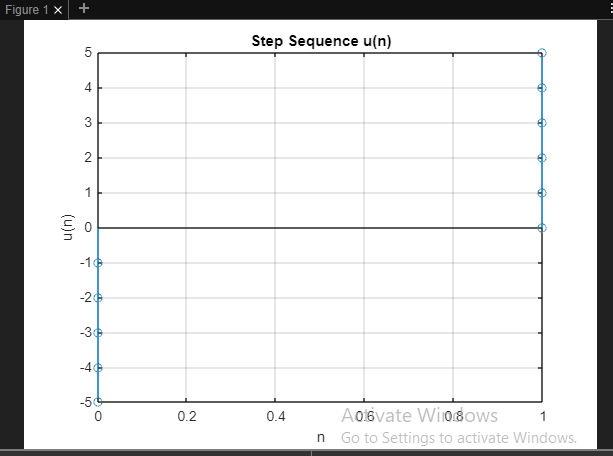 Figure 1 × +
Step Sequence u(n)
5
4
3
2
1
0
-1
-2
-3
-4
-5
u(n)
0 0.2 0.4 0.6 0.8 1
n
Activate Windows
Go to Settings to activate Windows.